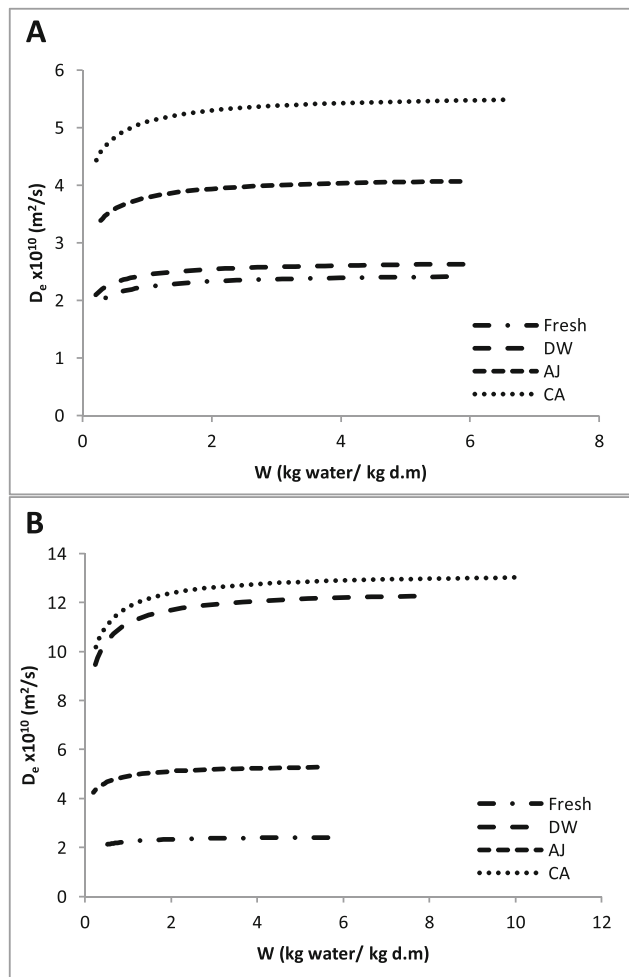 A
6
5
4
3
2
1
0
0 2 4 6 8
Dₑ x10¹⁰ (m²/s)
W (kg water/ kg d.m)
Fresh
DW
AJ
CA
B
14
12
10
8
6
4
2
0
0 2 4 6 8 10 12
Dₑ x10¹⁰ (m²/s)
W (kg water/ kg d.m)
Fresh
DW
AJ
CA